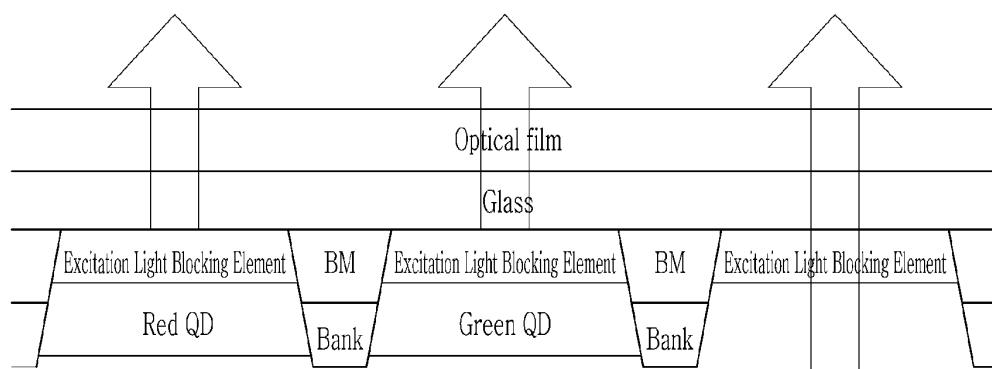 Optical film
Glass
Excitation Light Blocking Element BM Excitation Light Blocking Element BM Excitation Light Blocking Element
Red QD Bank Green QD Bank